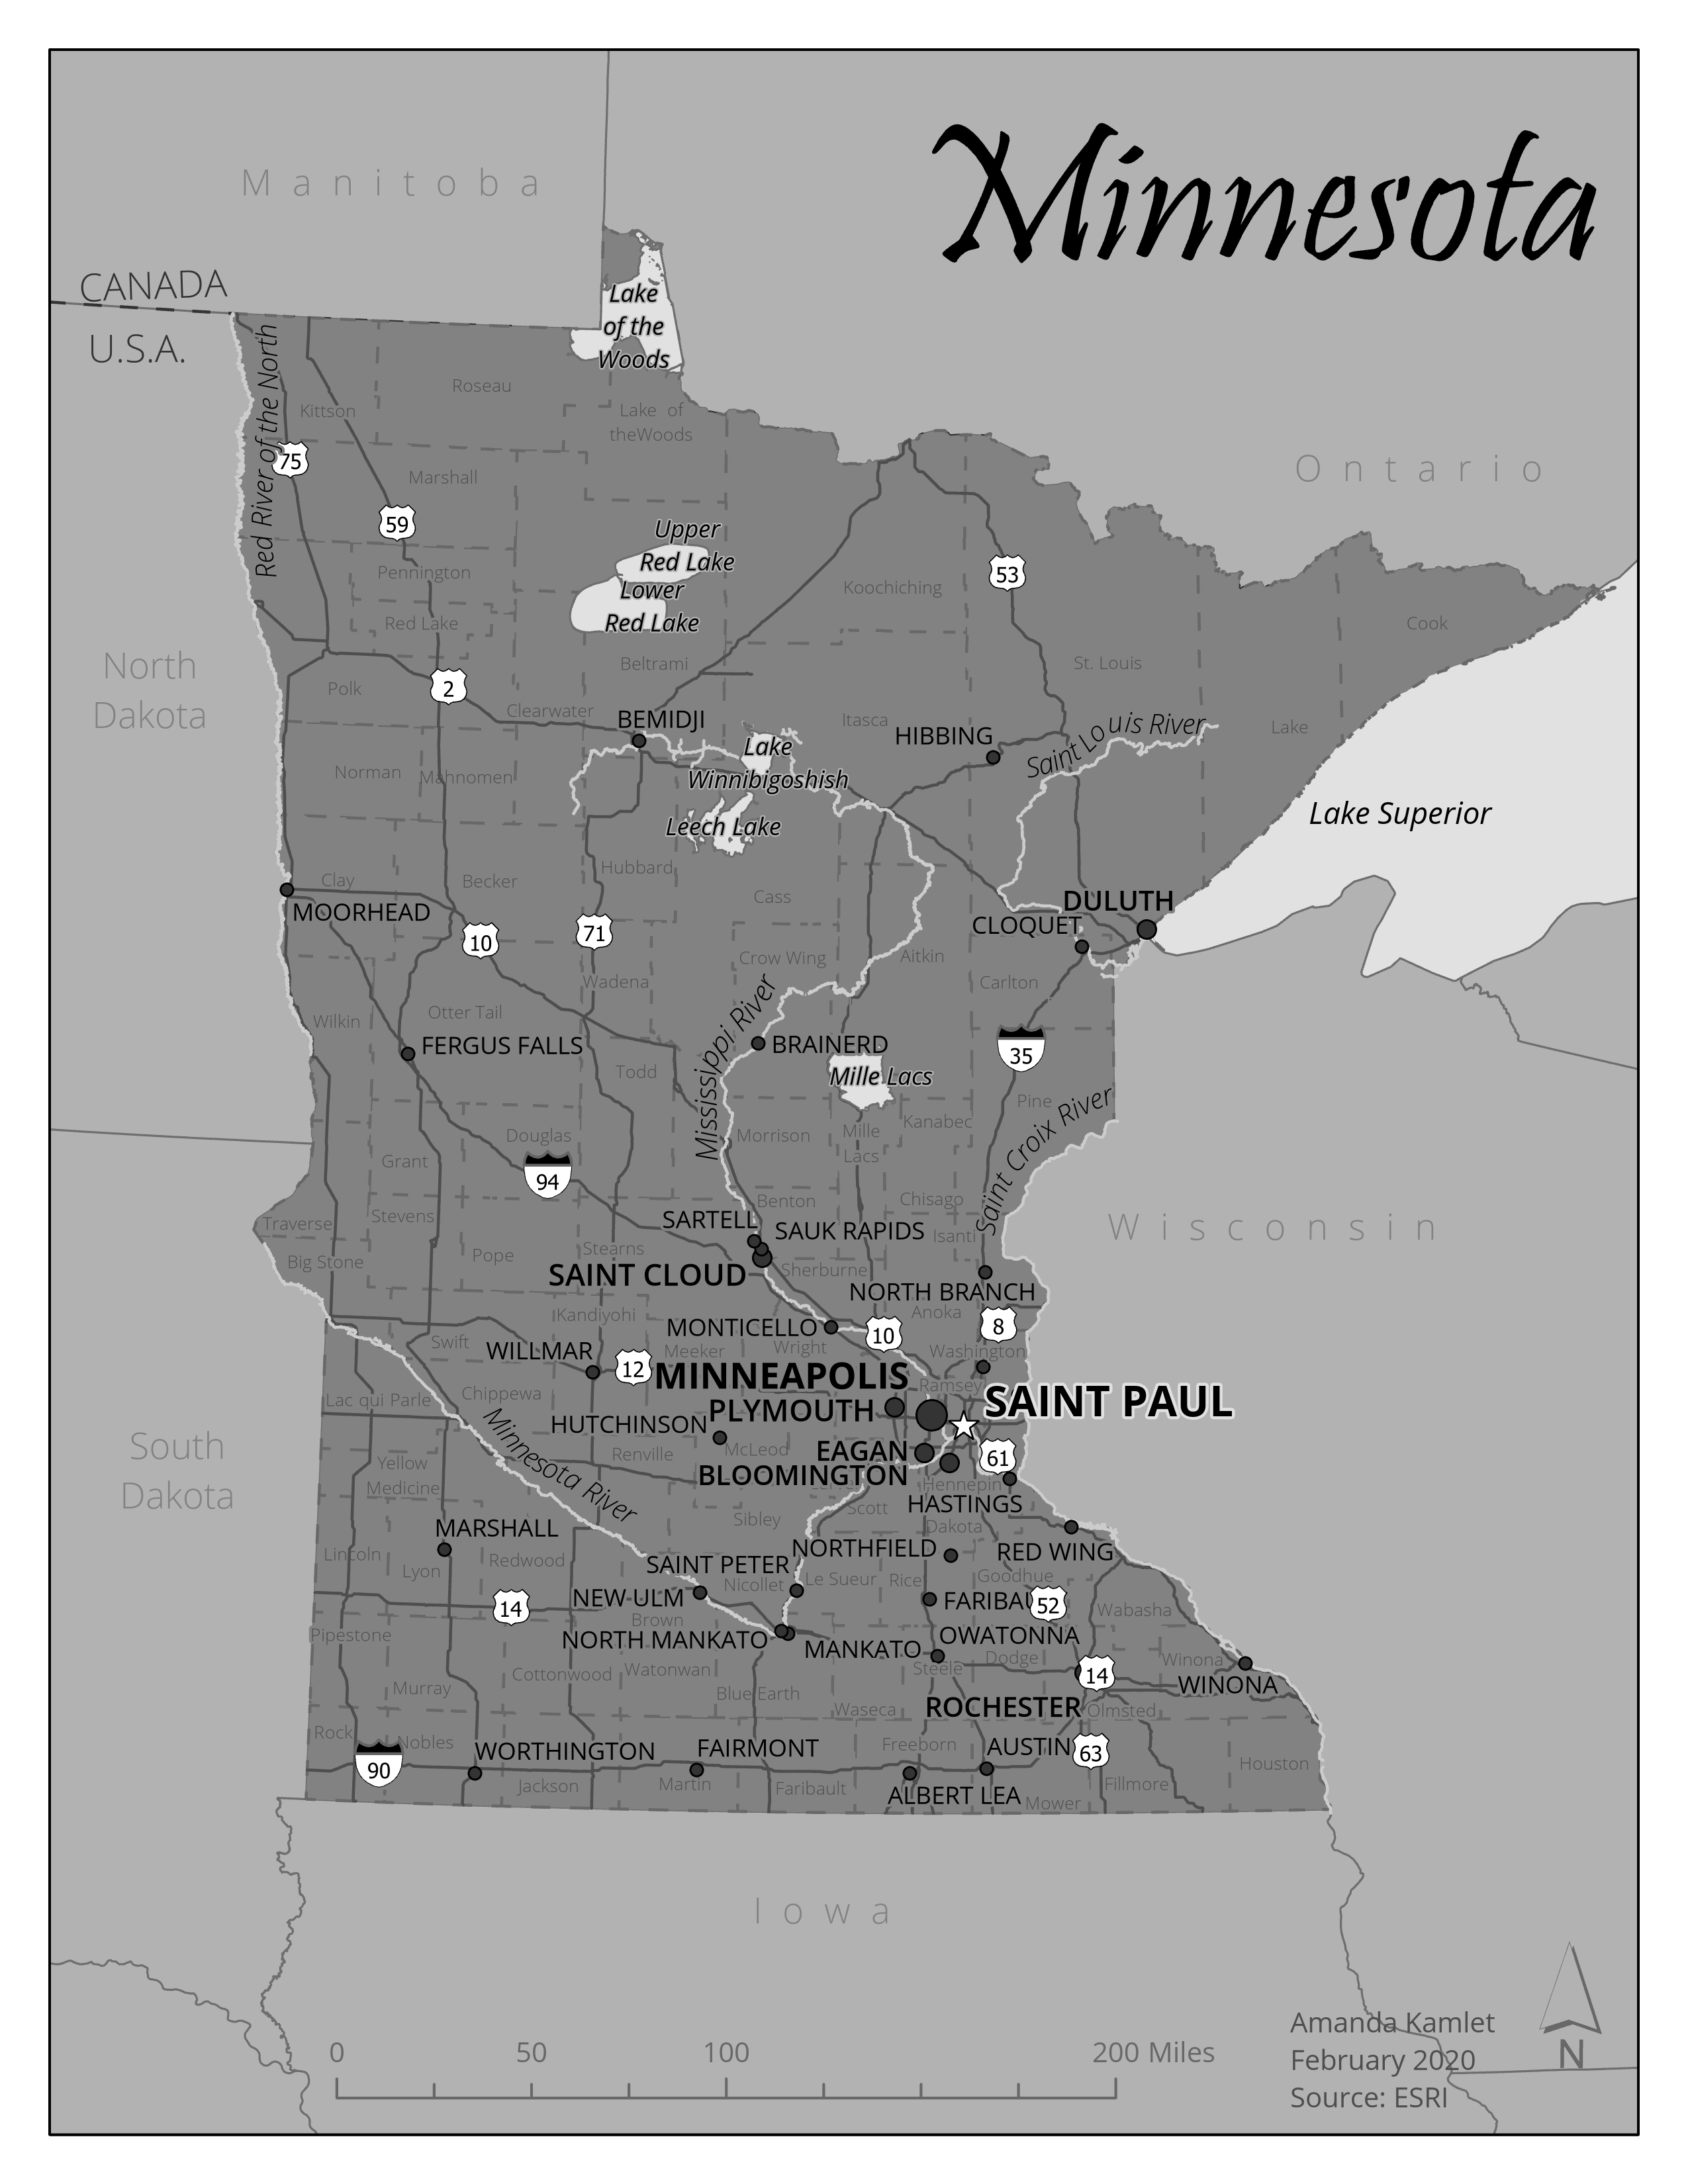 Minnesota
Manitoba
CANADA
U.S.A.
Lake
of the
Woods
Red River of the North
Roseau
Kittson
Lake of
theWoods
Ontario
75
Marshall
59
Upper
Red Lake
Lower
Red Lake
53
Pennington
Koochiching
Red Lake
Cook
North
Dakota
Beltrami
St. Louis
Polk
2
Clearwater
BEMIDJI
Itasca
HIBBING
Saint Louis River
Lake
Lake
Winnibigoshish
Norman
Mahnomen
Leech Lake
Lake Superior
Hubbard
Clay
Becker
Cass
MOORHEAD
DULUTH
CLOQUET
10
71
Crow Wing
Aitkin
Wadena
Carlton
Otter Tail
Wilkin
Mississippi River
FERGUS FALLS
BRAINERD
35
Todd
Mille Lacs
Pine
Saint Croix River
Kanabec
Douglas
Morrison
Mille
Lacs
Grant
94
Benton
Chisago
Traverse
Stevens
SARTELL
SAUK RAPIDS
Isanti
Wisconsin
Big Stone
Pope
Stearns
SAINT CLOUD
Sherburne
NORTH BRANCH
Kandiyohi
Anoka
MONTICELLO
10
8
Swift
WILLMAR
12
Meeker
Wright
Washington
MINNEAPOLIS
Ramsey
SAINT PAUL
Lac qui Parle
Chippewa
PLYMOUTH
HUTCHINSON
Minnesota River
South
Dakota
Renville
McLeod
EAGAN
61
Yellow
Medicine
BLOOMINGTON
Hennepin
HASTINGS
Scott
Sibley
Dakota
MARSHALL
NORTHFIELD
RED WING
Lincoln
Lyon
Redwood
SAINT PETER
Nicollet
Le Sueur
Rice
Goodhue
14
NEW ULM
FARIBAU
52
Wabasha
Brown
Pipestone
NORTH MANKATO
MANKATO
OWATONNA
Cottonwood
Watonwan
Steele
Dodge
14
Winona
WINONA
Murray
Blue Earth
Waseca
ROCHESTER
Olmsted
Rock
Nobles
90
WORTHINGTON
FAIRMONT
Freeborn
AUSTIN
63
Houston
Jackson
Martin
Faribault
ALBERT LEA
Mower
Fillmore
Iowa
0
50
100
200 Miles
Amanda Kamlet
February 2020
Source: ESRI
N